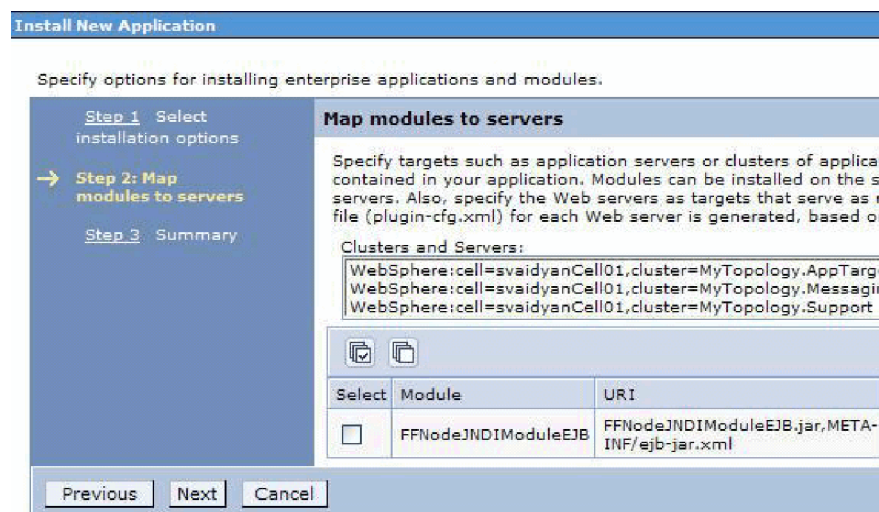 Install New Application
Specify options for installing enterprise applications and modules.
Step 1 Select
installation options
Step 2: Map
modules to servers
Step 3 Summary
Map modules to servers
Specify targets such as application servers or clusters of applica
contained in your application. Modules can be installed on the s
servers. Also, specify the Web servers as targets that serve as
file (plugin-cfg.xml) for each Web server is generated, based o
Clusters and Servers:
WebSphere:cell=svaidyanCell01,cluster=MyTopology.AppTarg
WebSphere:cell=svaidyanCell01,cluster=MyTopology.Messagin
WebSphere:cell=svaidyanCell01,cluster=MyTopology.Support
Select Module URI
FFNodeJNDIModuleEJB FFNodeJNDIModuleEJB.jar,META-
INF/ejb-jar.xml
Previous Next Cancel